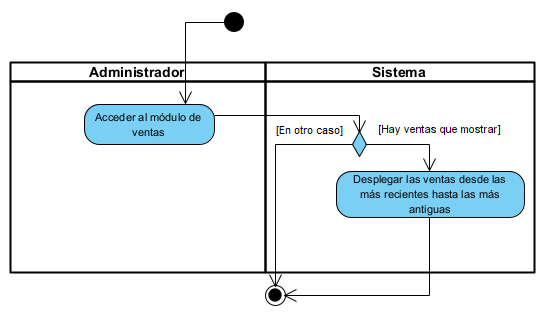 Administrador
Sistema
Acceder al módulo de
ventas
[En otro caso]
[Hay ventas que mostrar]
Desplegar las ventas desde las
más recientes hasta las más
antiguas